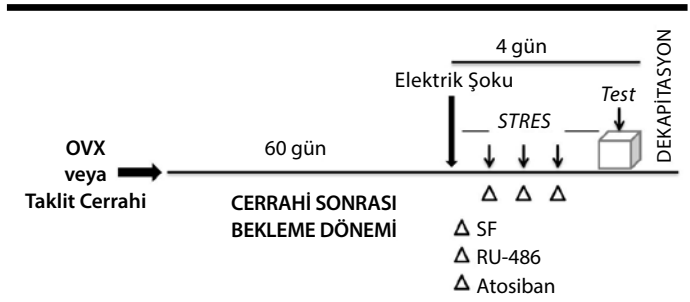 4 gün
Elektrik Şoku
Test
DEKAPİTASYON
STRES
OVX
veya
Taklit Cerrahi
60 gün
CERRAHİ SONRASI
BEKLEME DÖNEMİ
Δ Δ Δ
Δ SF
Δ RU-486
Δ Atosiban